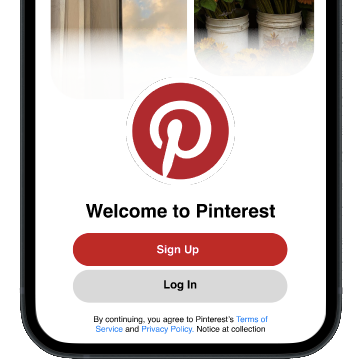 Welcome to Pinterest
Sign Up
Log In
By continuing, you agree to Pinterest's Terms of
Service and Privacy Policy. Notice at collection